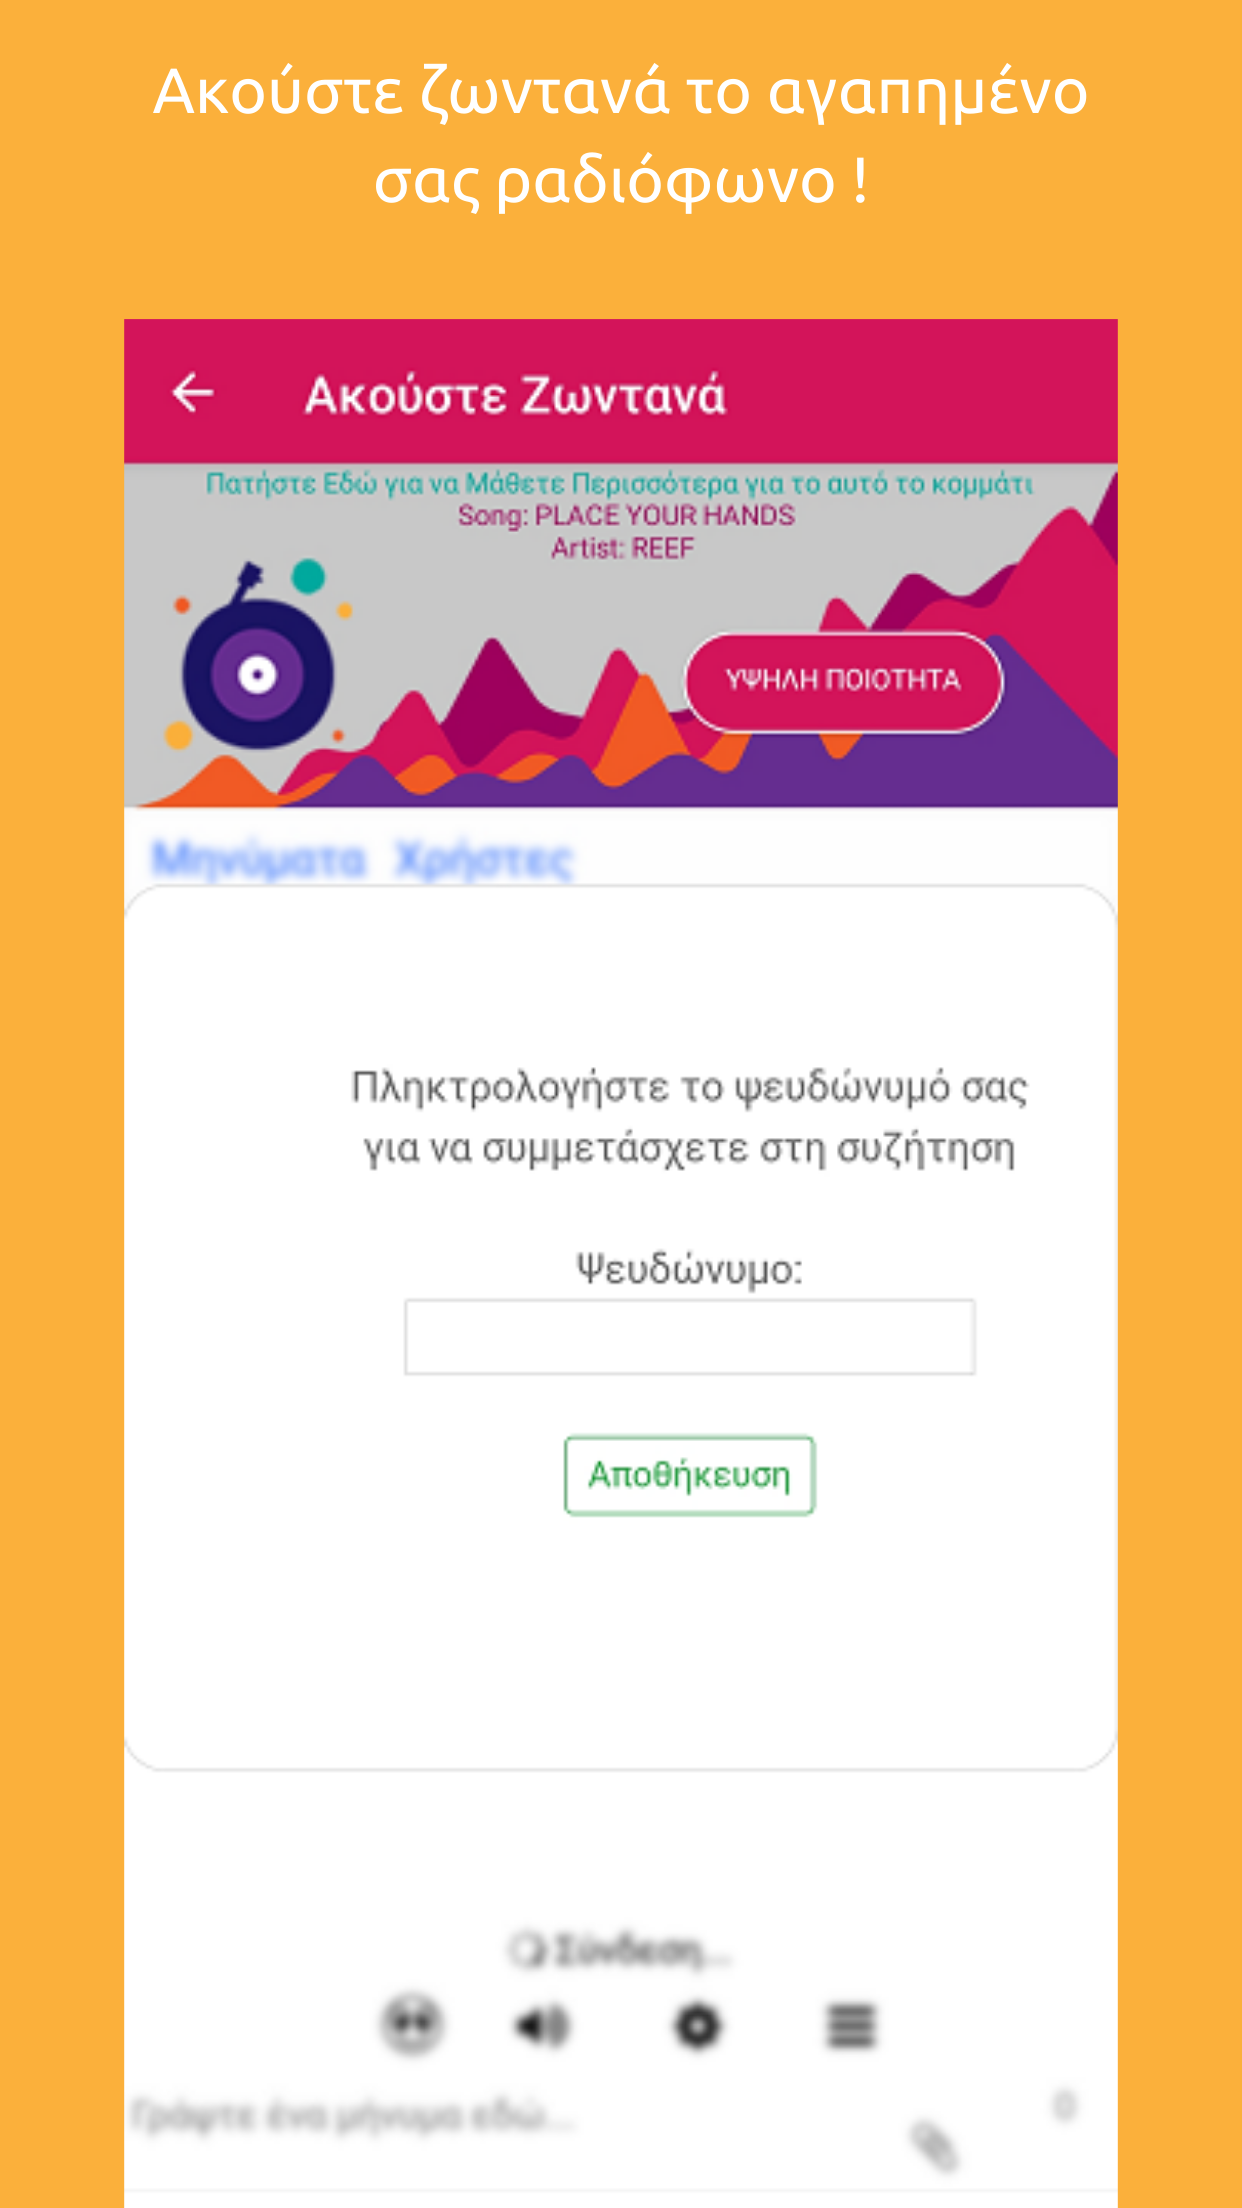 Ακούστε ζωντανά το αγαπημένο
σας ραδιόφωνο !
Ακούστε Ζωντανά
Πατήστε Εδώ για να Μάθετε Περισσότερα για το αυτό το κομμάτι
Song: PLACE YOUR HANDS
Artist: REEF
ΥΨΗΛΗ ΠΟΙΟΤΗΤΑ
Μηνύματα Χρήστες
Πληκτρολογήστε το ψευδώνυμό σας
για να συμμετάσχετε στη συζήτηση
Ψευδώνυμο:
Αποθήκευση
Σύνδεση...
Γράψτε ένα μήνυμα εδώ...
0